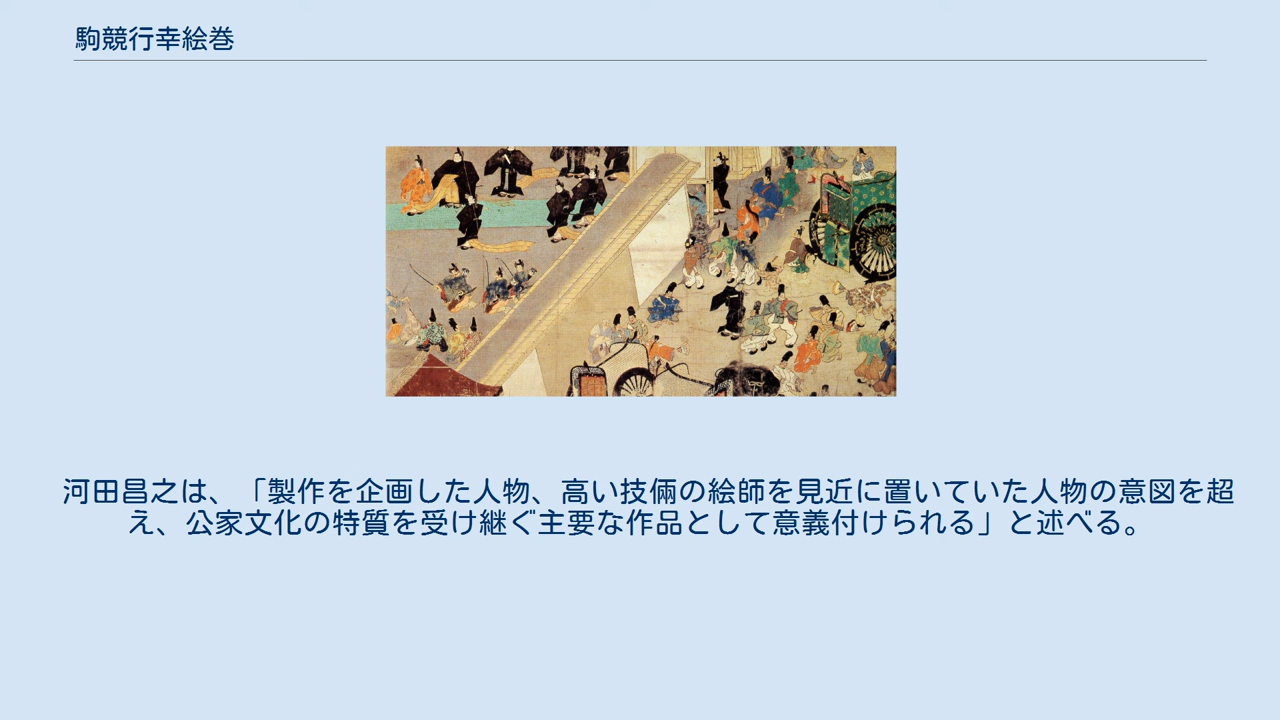 駒競行幸絵巻
河田昌之は、「製作を企画した人物、高い技倆の絵師を見近に置いていた人物の意図を超
え、公家文化の特質を受け継ぐ主要な作品として意義付けられる」と述べる。